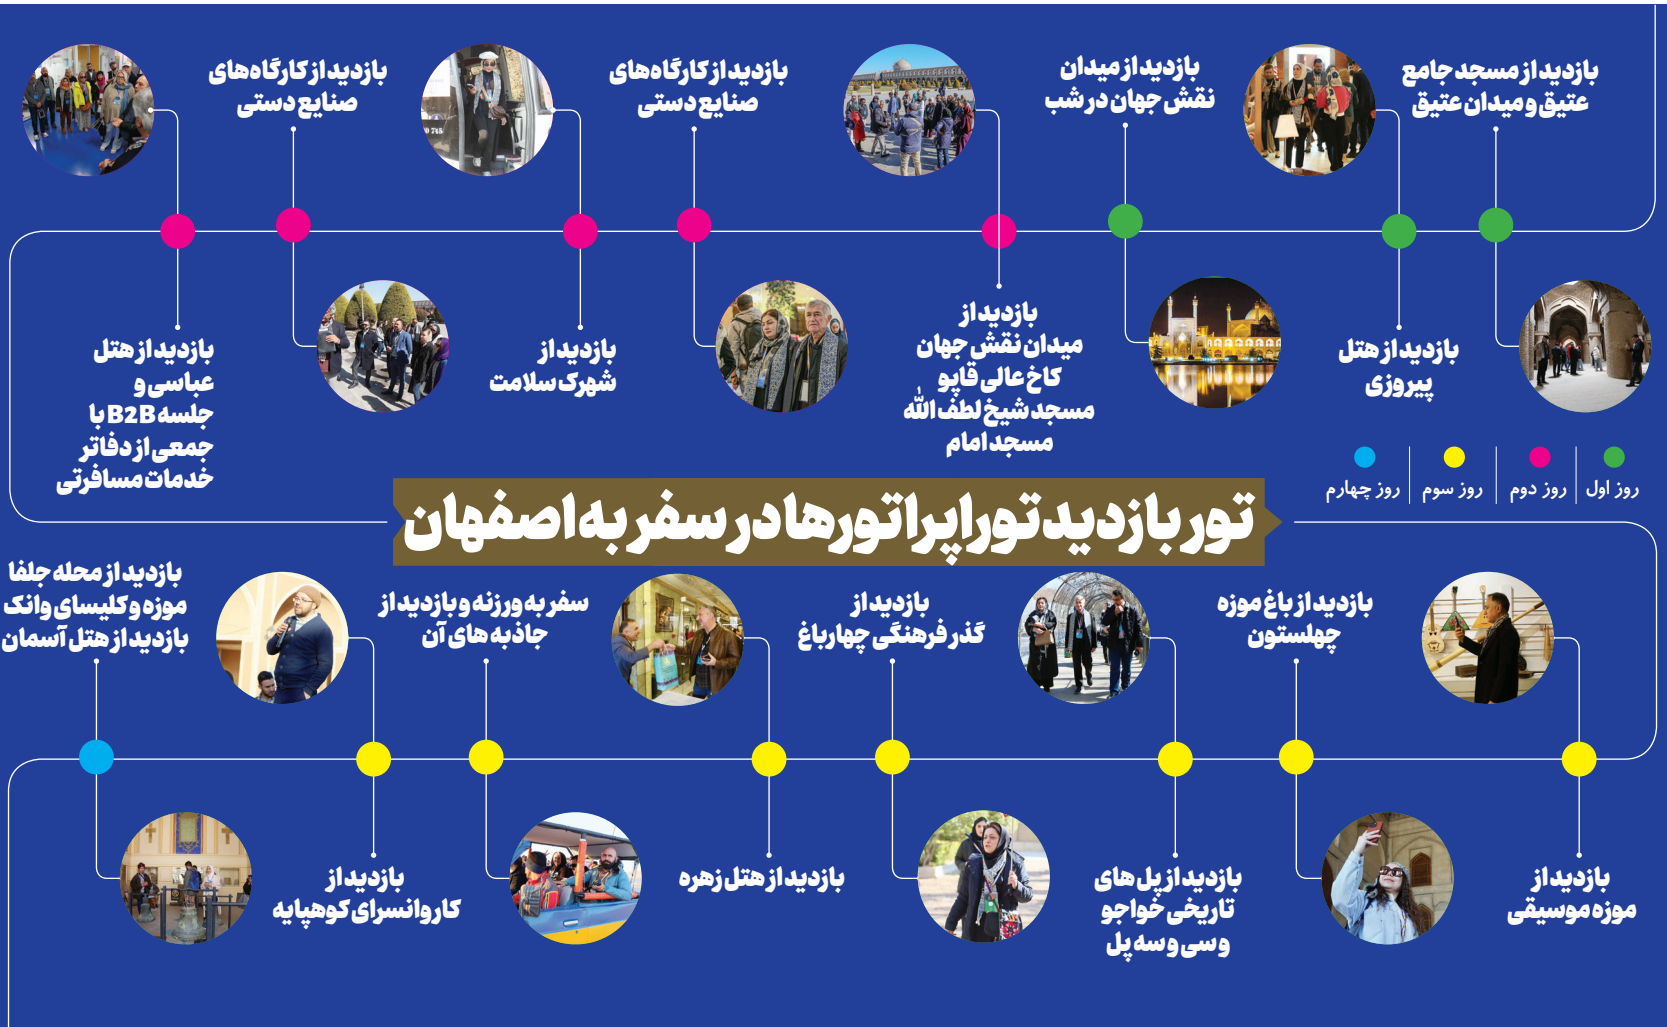 بازدید از مسجد جامع
عتیق و میدان عتیق
بازدید از هتل
پیروزی
بازدید از میدان
نقش جهان در شب
بازدید از
میدان نقش جهان
کاخ عالی قاپو
مسجد شیخ لطف الله
مسجد امام
بازدید از کارگاه‌های
صنایع دستی
بازدید از
شهرک سلامت
بازدید از کارگاه‌های
صنایع دستی
بازدید از هتل
عباسی و
جلسه B2B با
جمعی از دفاتر
خدمات مسافرتی
روز اول
روز دوم
روز سوم
روز چهارم
تور بازدید تور اپراتورها در سفر به اصفهان
بازدید از
موزه موسیقی
بازدید از باغ موزه
چهلستون
بازدید از پل‌های
تاریخی خواجو
و سی و سه پل
بازدید از
گذر فرهنگی چهارباغ
بازدید از هتل زهره
سفر به ورزنه و بازدید از
جاذبه های آن
بازدید از
کاروانسرای کوهپایه
بازدید از محله جلفا
موزه و کلیسای وانک
بازدید از هتل آسمان